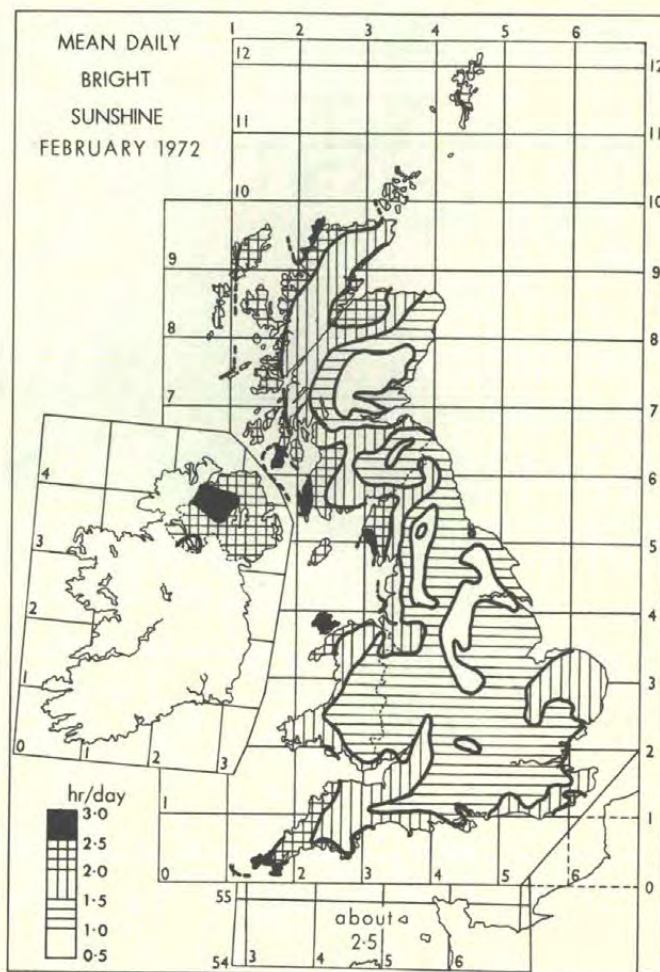 MEAN DAILY
BRIGHT
SUNSHINE
FEBRUARY 1972
1 2 3 4 5 6
12 12
11 11
10 10
9 9
8 8
7 7
6
5
4
3
2
1
0
4
3
2
1
0 1 2 3
hr/day
3·0
2·5
2·0
1·5
1·0
0·5
1
0 2 3 4 5 6
0
55
about
2·5
54 3 4 5 6